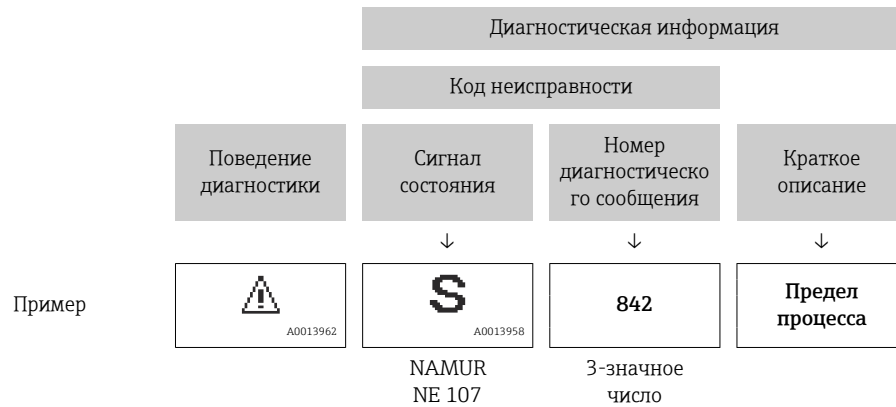 Диагностическая информация
Код неисправности
Поведение
диагностики
Сигнал
состояния
Номер
диагностическо
го сообщения
Краткое
описание
↓ ↓ ↓
Пример
A0013962
S
A0013958
842
Предел
процесса
NAMUR
NE 107
3-значное
число